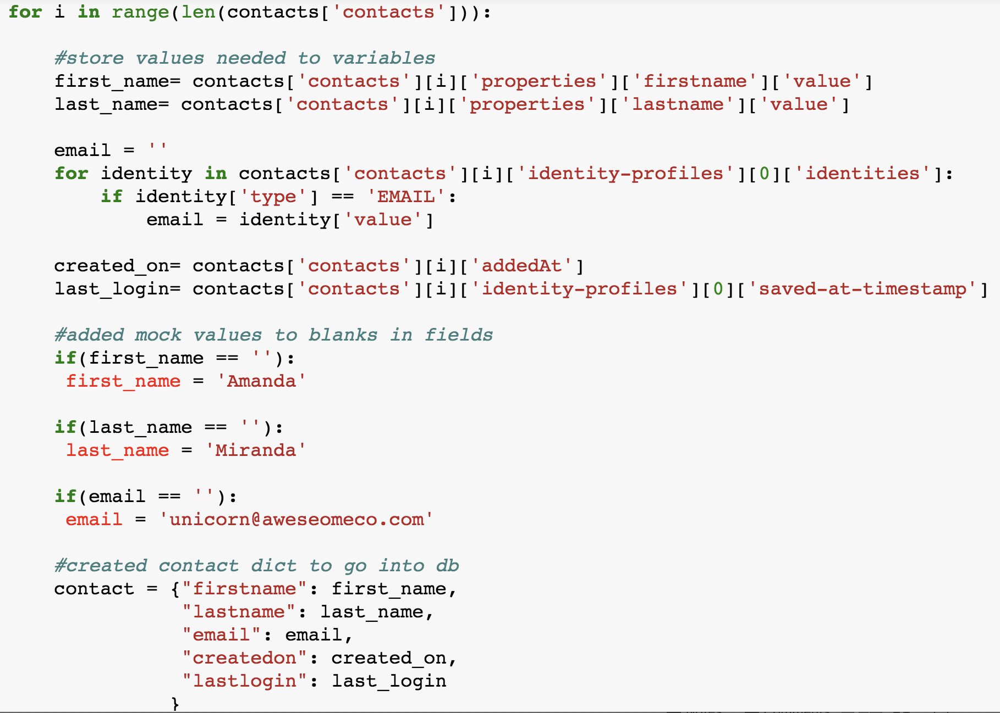 for i in range(len(contacts['contacts'])):
#store values needed to variables
first_name= contacts['contacts'][i]['properties']['firstname']['value']
last_name= contacts['contacts'][i]['properties']['lastname']['value']
email = ''
for identity in contacts['contacts'][i]['identity-profiles'][0]['identities']:
if identity['type'] == 'EMAIL':
email = identity['value']
created_on= contacts['contacts'][i]['addedAt']
last_login= contacts['contacts'][i]['identity-profiles'][0]['saved-at-timestamp']
#added mock values to blanks in fields
if(first_name == ''):
first_name = 'Amanda'
if(last_name == ''):
last_name = 'Miranda'
if(email == ''):
email = 'unicorn@aweseomeco.com'
#created contact dict to go into db
contact = {"firstname": first_name,
"lastname": last_name,
"email": email,
"createdon": created_on,
"lastlogin": last_login
}